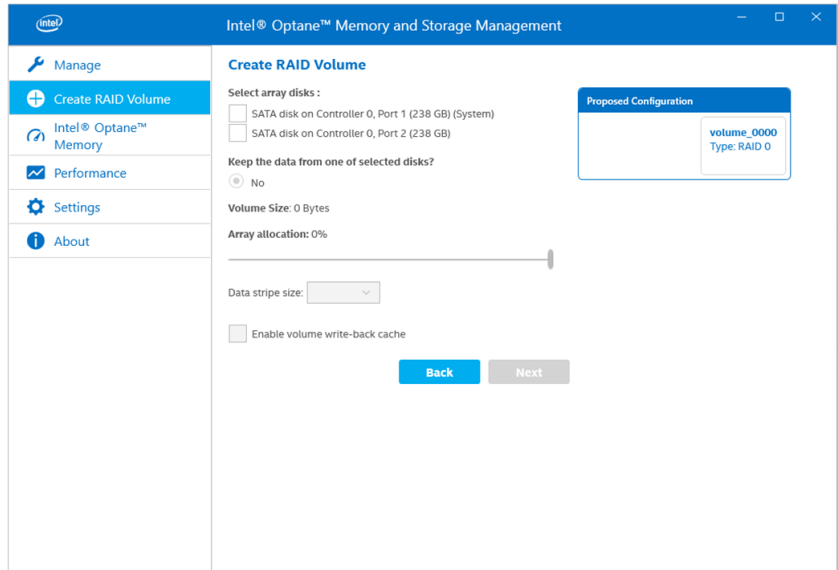 intel
Intel® Optane™ Memory and Storage Management
Manage
Create RAID Volume
Intel® Optane™
Memory
Performance
Settings
About
Create RAID Volume
Select array disks :
SATA disk on Controller 0, Port 1 (238 GB) (System)
SATA disk on Controller 0, Port 2 (238 GB)
Keep the data from one of selected disks?
No
Volume Size: 0 Bytes
Array allocation: 0%
Data stripe size:
Enable volume write-back cache
Back
Next
Proposed Configuration
volume_0000
Type: RAID 0